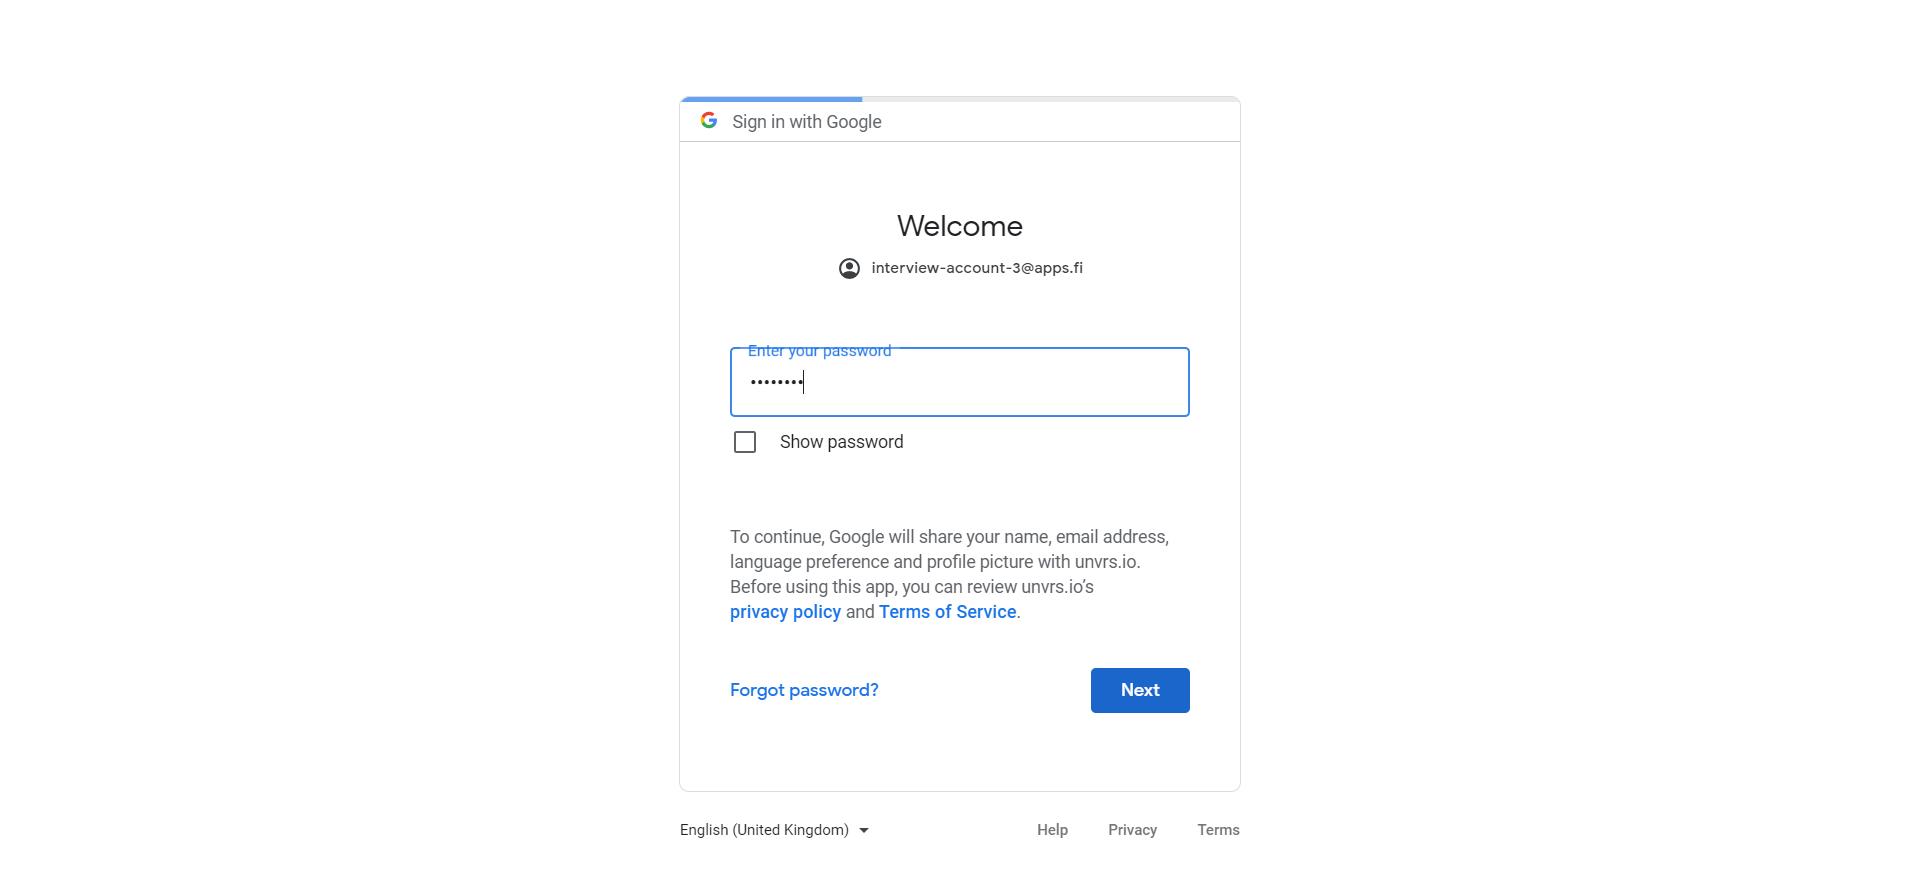 Sign in with Google
Welcome
interview-account-3@apps.fi
Enter your password
••••••••
Show password
To continue, Google will share your name, email address,
language preference and profile picture with unvrs.io.
Before using this app, you can review unvrs.io’s
privacy policy and Terms of Service.
Forgot password?
Next
English (United Kingdom)
Help
Privacy
Terms